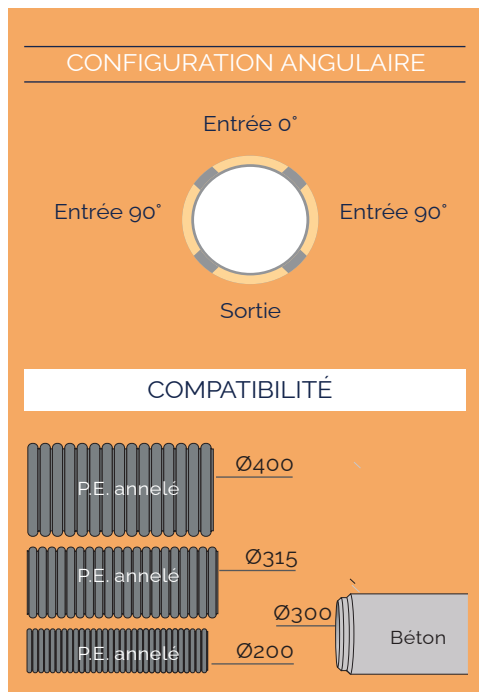 CONFIGURATION ANGULAIRE
Entrée 0°
Entrée 90°
Entrée 90°
Sortie
COMPATIBILITÉ
Ø400
P.E. annelé
Ø315
P.E. annelé
Ø300
Béton
Ø200
P.E. annelé